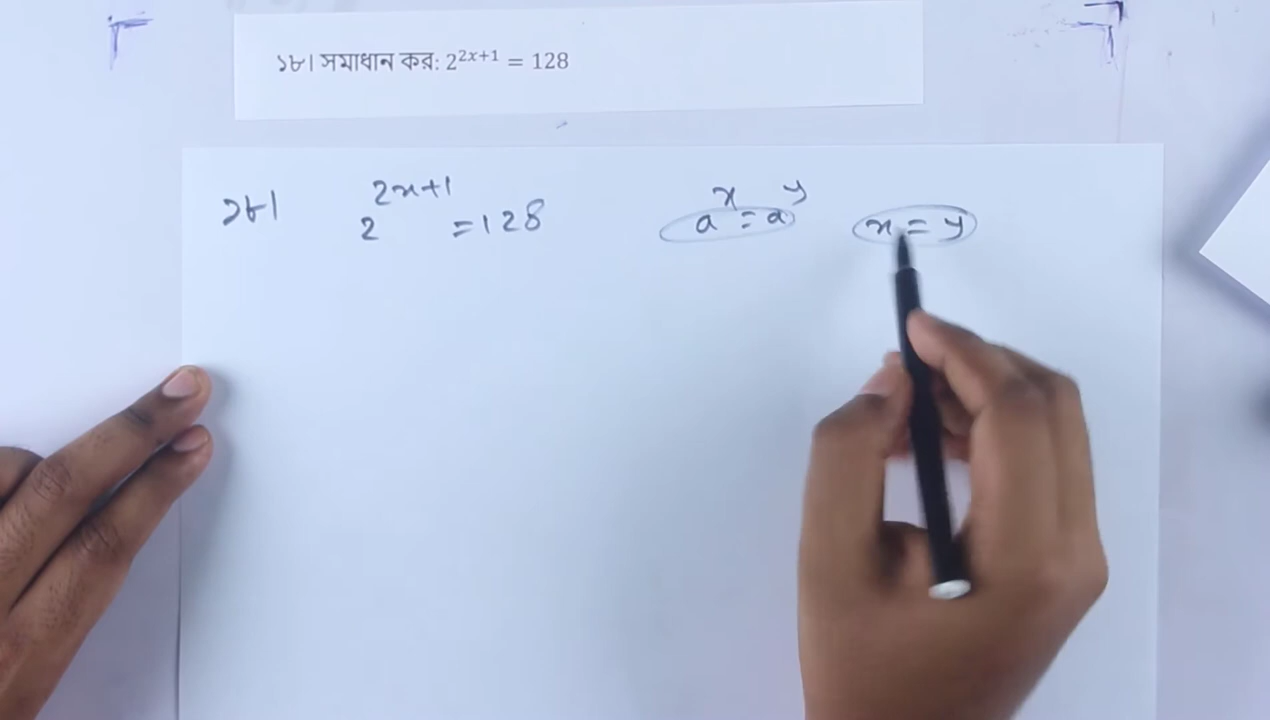 ১৮। সমাধান কর: 2^{2x+1} = 128
১৮। 2^{2x+1} = 128 a^x = a^y x = y